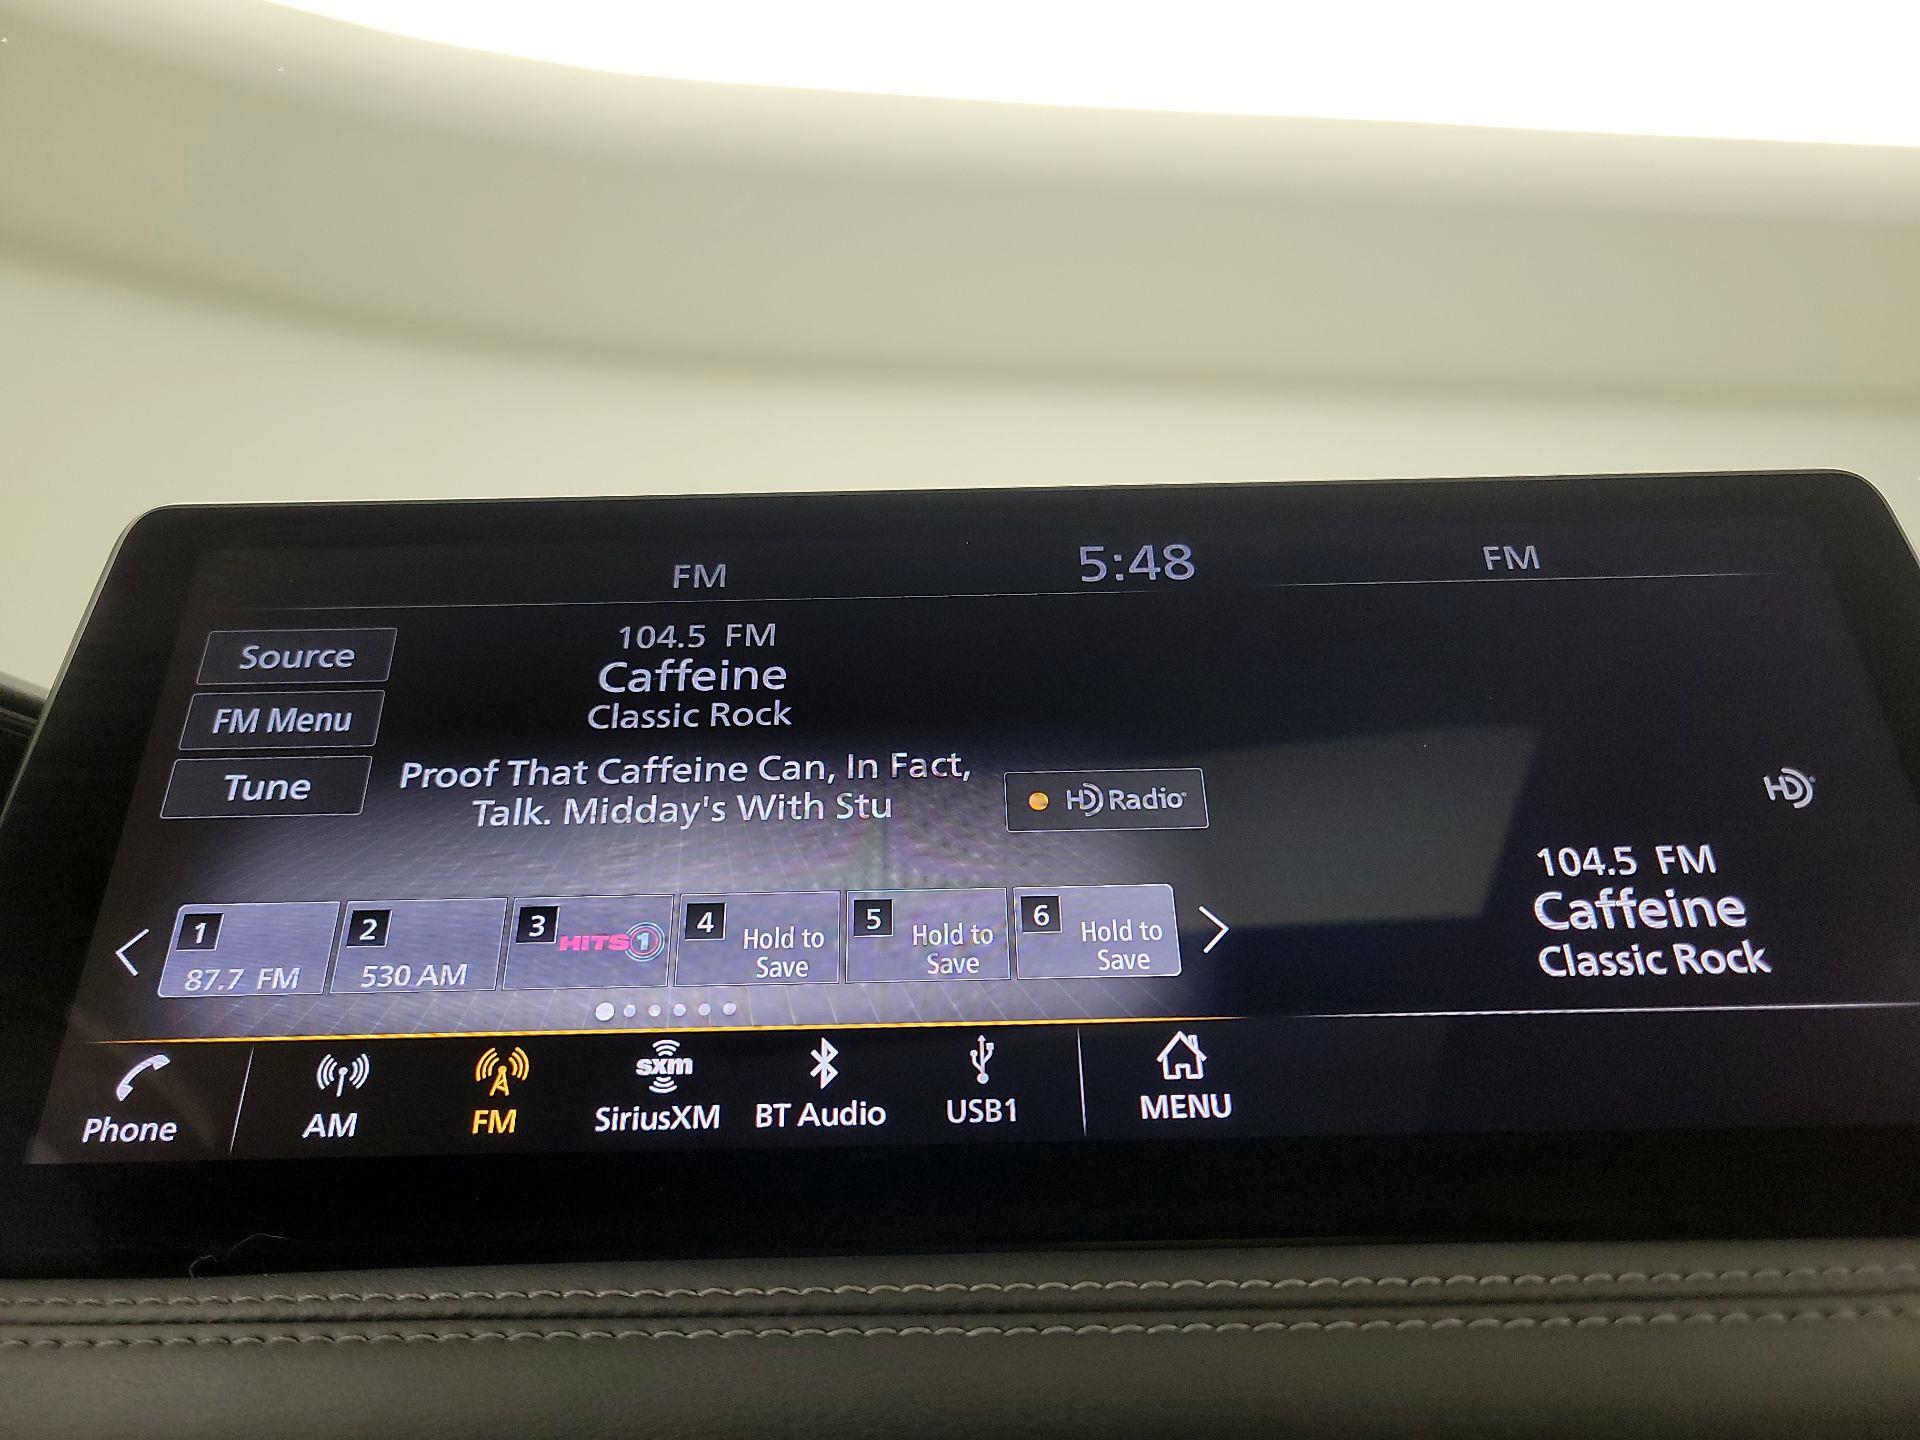 FM
5:48
FM
Source
FM Menu
Tune
104.5 FM
Caffeine
Classic Rock
Proof That Caffeine Can, In Fact,
Talk. Midday's With Stu
HD Radio
HD
104.5 FM
Caffeine
Classic Rock
1
87.7 FM
2
530 AM
3
HITS1
4
Hold to
Save
5
Hold to
Save
6
Hold to
Save
Phone
AM
FM
sxm
SiriusXM
BT Audio
USB1
MENU